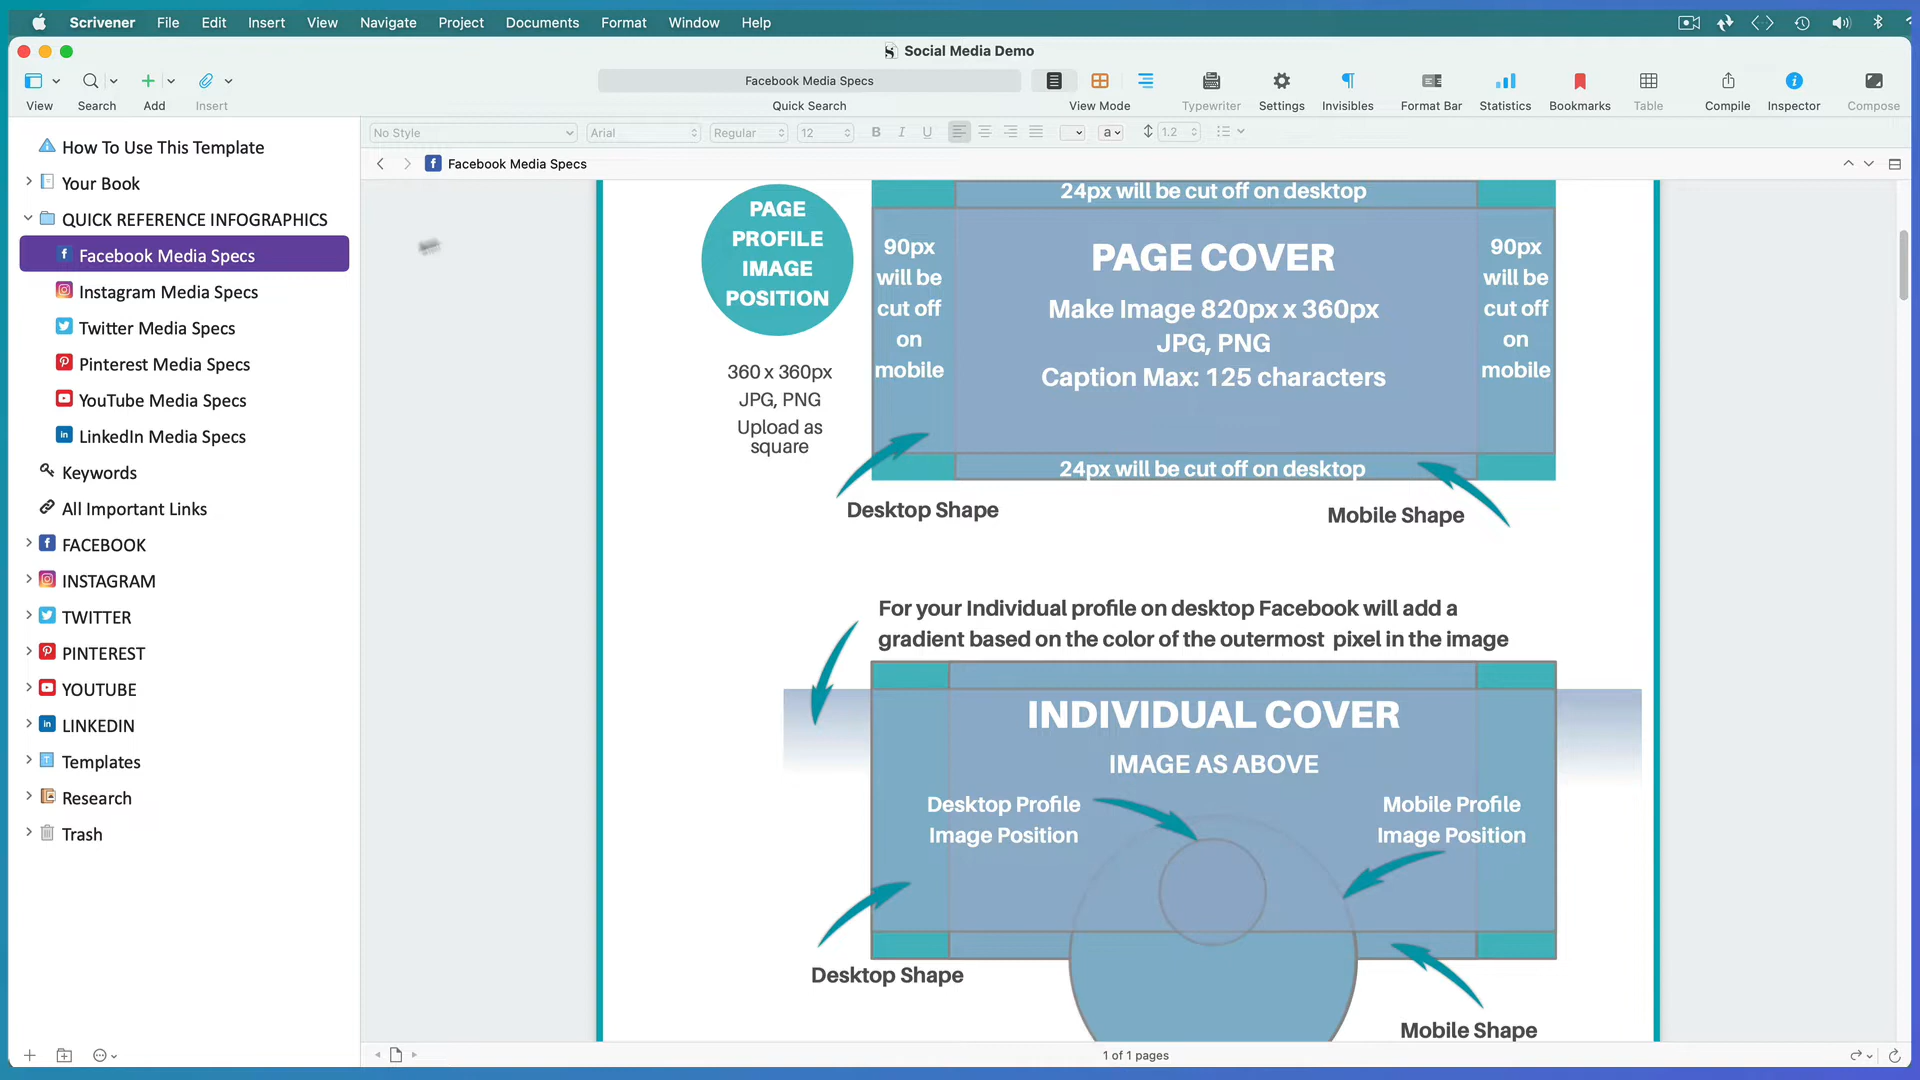 Scrivener File Edit Insert View Navigate Project Documents Format Window Help
Social Media Demo
Facebook Media Specs
View Search Add Insert Quick Search View Mode Typewriter Settings Invisibles Format Bar Statistics Bookmarks Table Compile Inspector Compose
No Style Arial Regular 12 B I U a 1.2
Facebook Media Specs
How To Use This Template
Your Book
QUICK REFERENCE INFOGRAPHICS
Facebook Media Specs
Instagram Media Specs
Twitter Media Specs
Pinterest Media Specs
YouTube Media Specs
LinkedIn Media Specs
Keywords
All Important Links
FACEBOOK
INSTAGRAM
TWITTER
PINTEREST
YOUTUBE
LINKEDIN
Templates
Research
Trash
PAGE
PROFILE
IMAGE
POSITION
360 x 360px
JPG, PNG
Upload as
square
24px will be cut off on desktop
90px
will be
cut off
on
mobile
PAGE COVER
Make Image 820px x 360px
JPG, PNG
Caption Max: 125 characters
90px
will be
cut off
on
mobile
24px will be cut off on desktop
Desktop Shape
Mobile Shape
For your Individual profile on desktop Facebook will add a
gradient based on the color of the outermost pixel in the image
INDIVIDUAL COVER
IMAGE AS ABOVE
Desktop Profile
Image Position
Mobile Profile
Image Position
Desktop Shape
Mobile Shape
1 of 1 pages